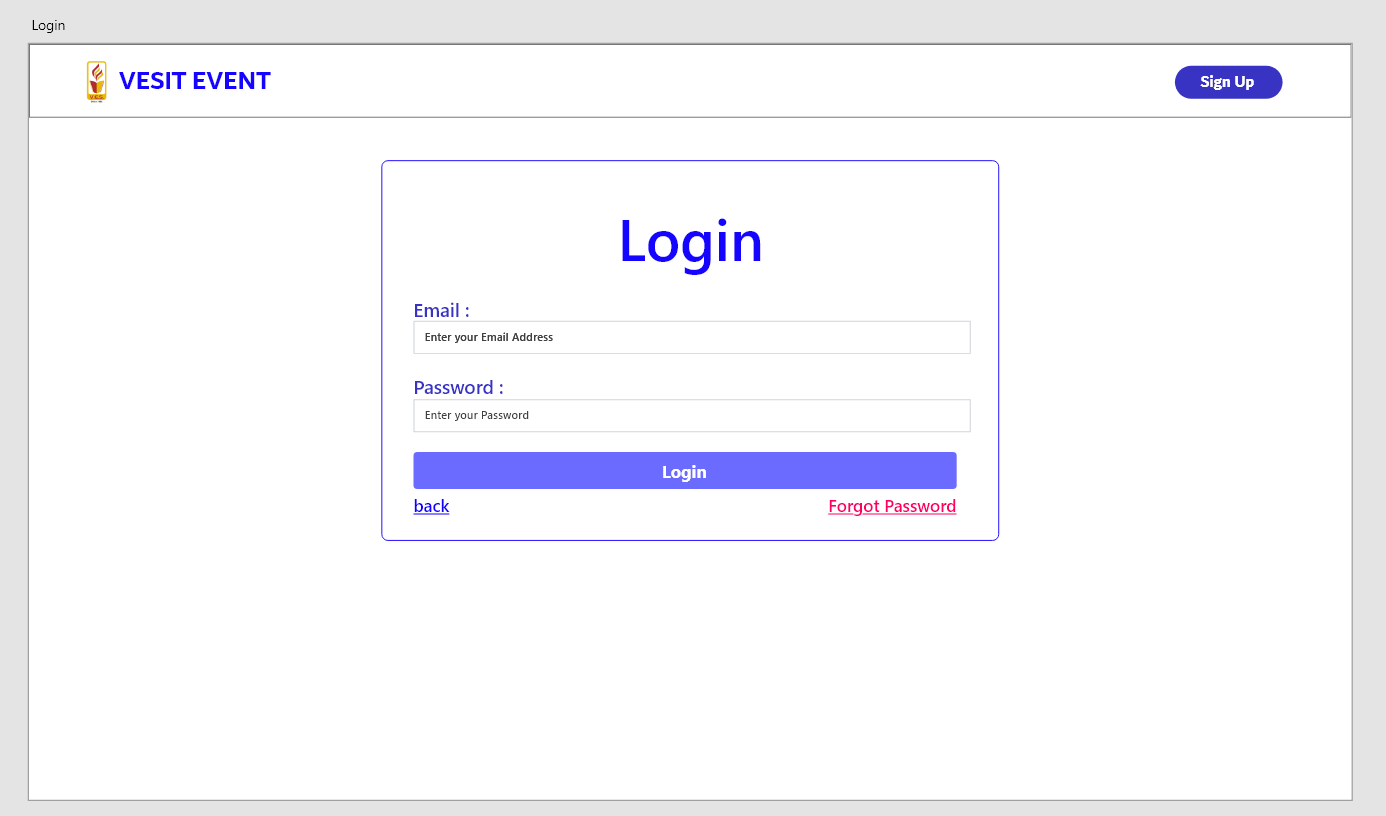 Login
VESIT EVENT
Sign Up
Login
Email :
Enter your Email Address
Password :
Enter your Password
Login
back
Forgot Password